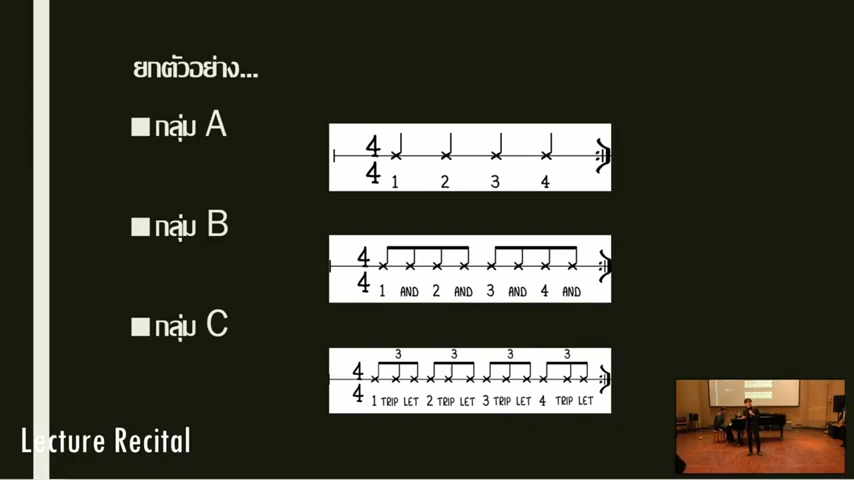 ยกตัวอย่าง...
■ กลุ่ม A
4
4
1 2 3 4
■ กลุ่ม B
4
4
1 AND 2 AND 3 AND 4 AND
■ กลุ่ม C
3 3 3 3
4
4
1 TRIP LET 2 TRIP LET 3 TRIP LET 4 TRIP LET
Lecture Recital